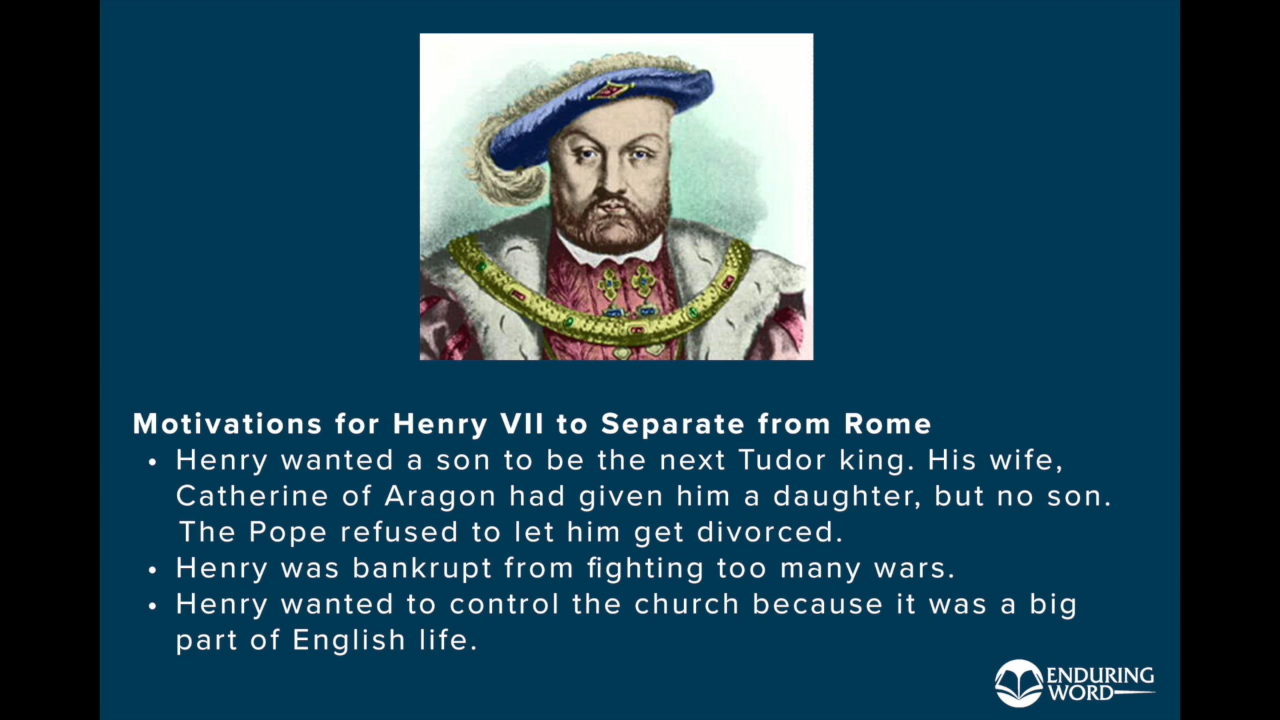 Motivations for Henry VII to Separate from Rome
• Henry wanted a son to be the next Tudor king. His wife,
Catherine of Aragon had given him a daughter, but no son.
The Pope refused to let him get divorced.
• Henry was bankrupt from fighting too many wars.
• Henry wanted to control the church because it was a big
part of English life.
ENDURING
WORD